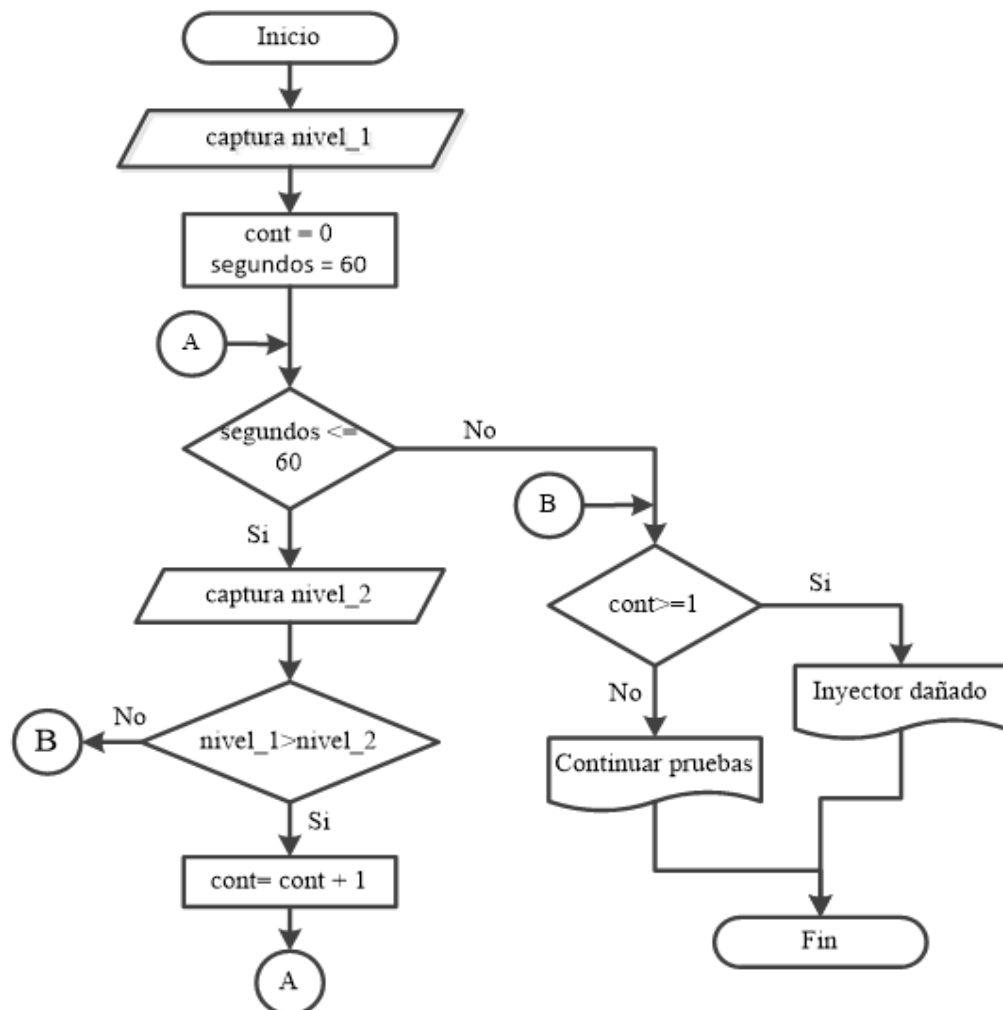 Inicio
captura nivel_1
cont = 0
segundos = 60
A
segundos <=
60
No
Si
B
captura nivel_2
cont>=1
Si
No
Inyector dañado
No
B
nivel_1>nivel_2
Continuar pruebas
Si
cont= cont + 1
Fin
A